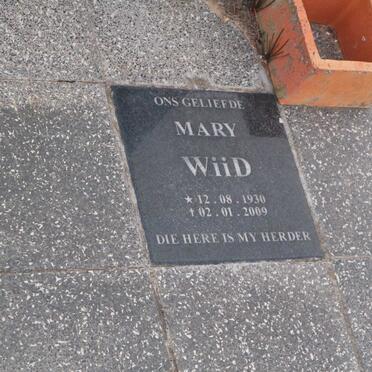 ONS GELIEFDE
MARY
WiiD
★ 12 . 08 . 1930
† 02 . 01 . 2009
DIE HERE IS MY HERDER